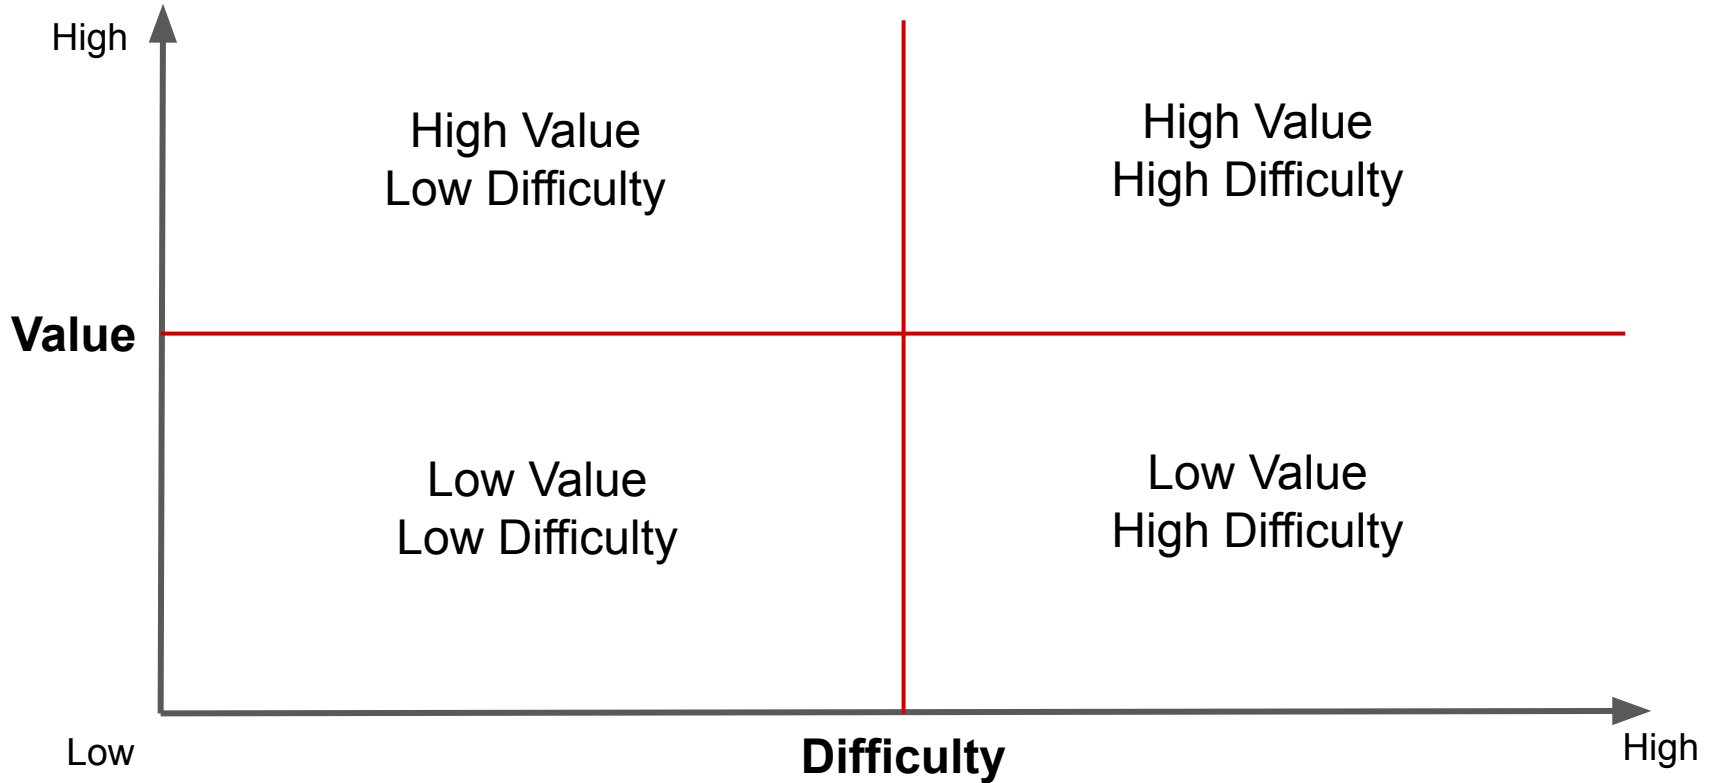 High
High Value
Low Difficulty
High Value
High Difficulty
Value
Low Value
Low Difficulty
Low Value
High Difficulty
Low
Difficulty
High